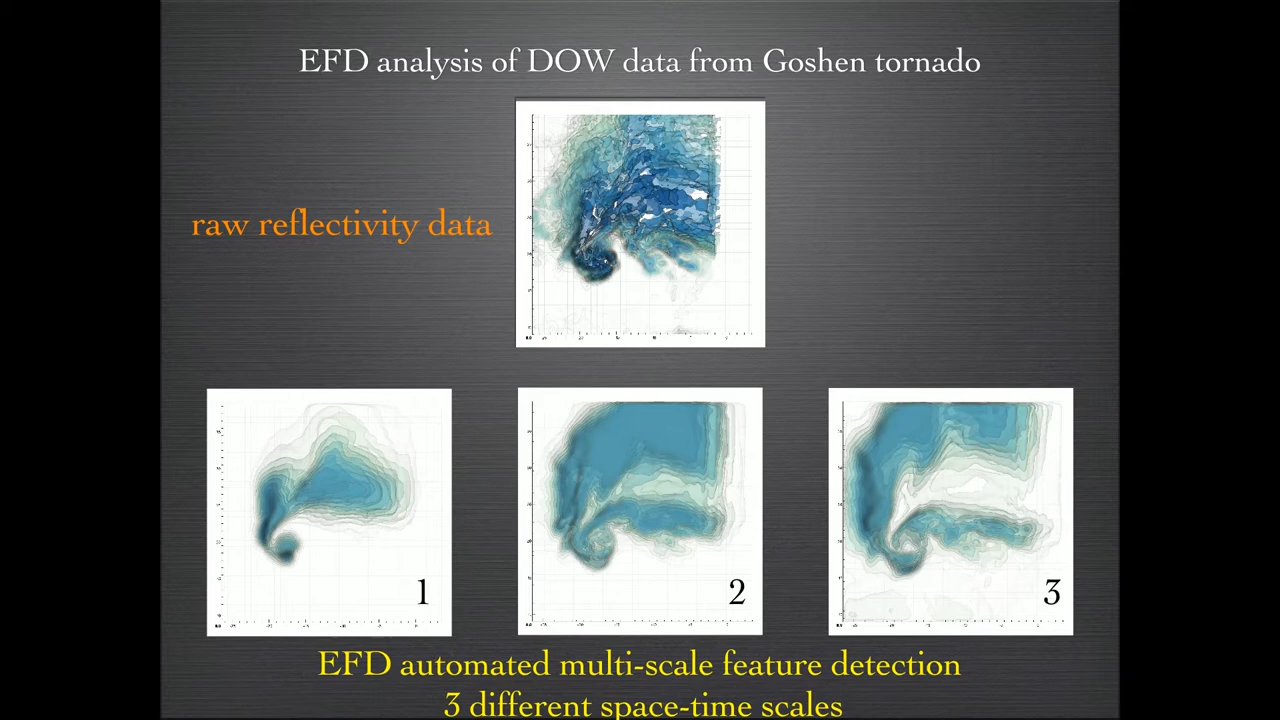 EFD analysis of DOW data from Goshen tornado
raw reflectivity data
1
2
3
EFD automated multi-scale feature detection
3 different space-time scales